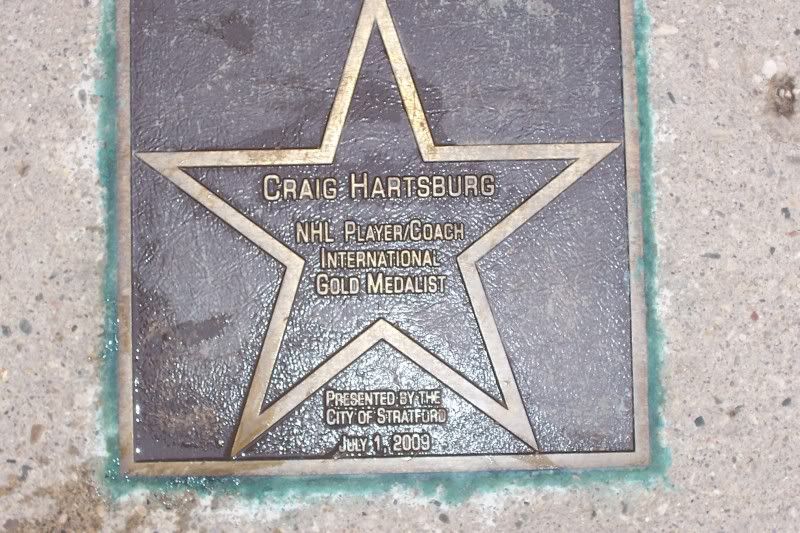 CRAIG HARTSBURG
NHL PLAYER/COACH
INTERNATIONAL
GOLD MEDALIST
PRESENTED BY THE
CITY OF STRATFORD
JULY 1, 2009